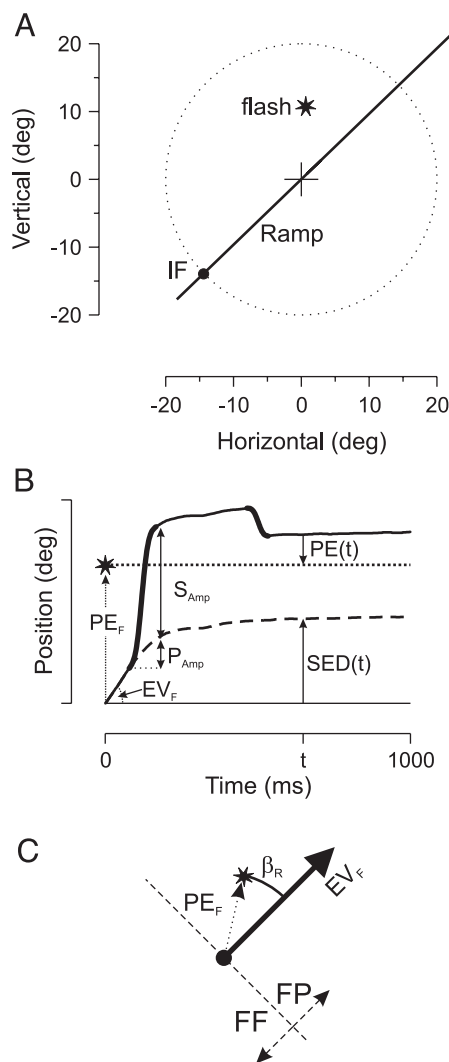 A
20
10
0
-10
-20
Vertical (deg)
flash
Ramp
IF
-20 -10 0 10 20
Horizontal (deg)
B
Position (deg)
PE(t)
S_Amp
PE_F
P_Amp
SED(t)
EV_F
0 t 1000
Time (ms)
C
β_R
PE_F
EV_F
FP
FF